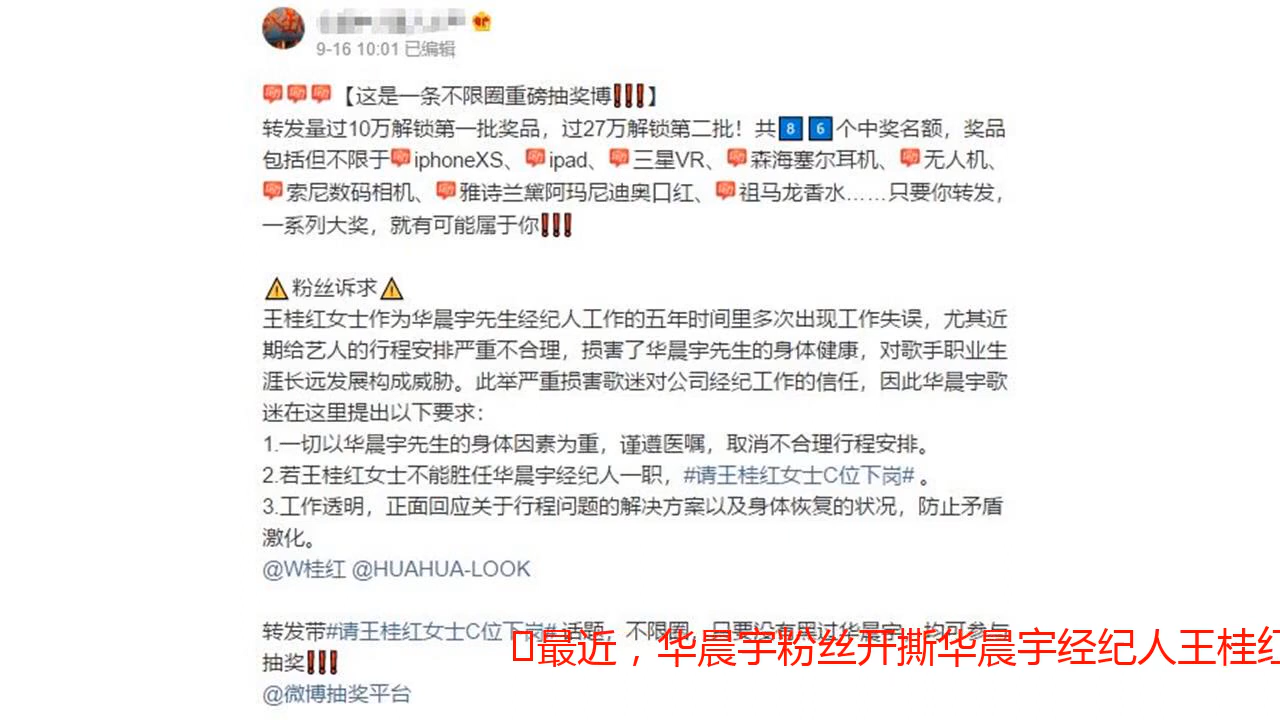 9-16 10:01 已编辑
【这是一条不限圈重磅抽奖博‼️❗】
转发量过10万解锁第一批奖品，过27万解锁第二批！共8 6个中奖名额，奖品
包括但不限于iphoneXS、ipad、三星VR、森海塞尔耳机、无人机、
索尼数码相机、雅诗兰黛阿玛尼迪奥口红、祖马龙香水……只要你转发，
一系列大奖，就有可能属于你‼️❗
⚠粉丝诉求⚠
王桂红女士作为华晨宇先生经纪人工作的五年时间里多次出现工作失误，尤其近
期给艺人的行程安排严重不合理，损害了华晨宇先生的身体健康，对歌手职业生
涯长远发展构成威胁。此举严重损害歌迷对公司经纪工作的信任，因此华晨宇歌
迷在这里提出以下要求：
1.一切以华晨宇先生的身体因素为重，谨遵医嘱，取消不合理行程安排。
2.若王桂红女士不能胜任华晨宇经纪人一职，#请王桂红女士C位下岗# 。
3.工作透明，正面回应关于行程问题的解决方案以及身体恢复的状况，防止矛盾
激化。
@W桂红 @HUAHUA-LOOK
转发带#请王桂红女士C位下岗# 话题，不限圈，只要没有黑过华晨宇，均可参与
最近，华晨宇粉丝开撕华晨宇经纪人王桂红
抽奖‼️❗
@微博抽奖平台